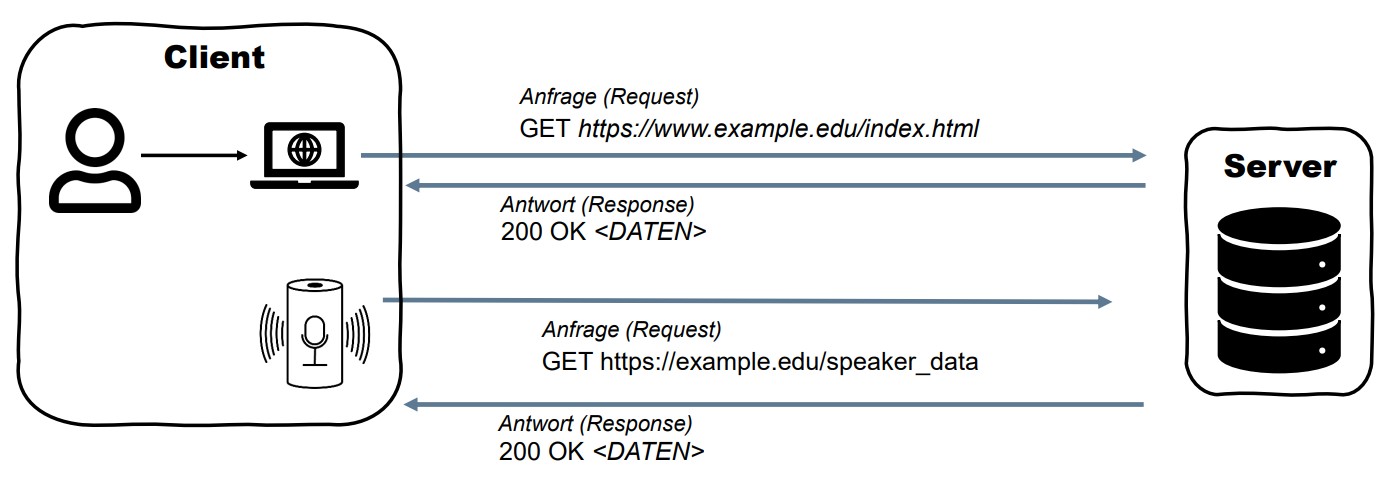 Client
Anfrage (Request)
GET https://www.example.edu/index.html
Server
Antwort (Response)
200 OK <DATEN>
Anfrage (Request)
GET https://example.edu/speaker_data
Antwort (Response)
200 OK <DATEN>